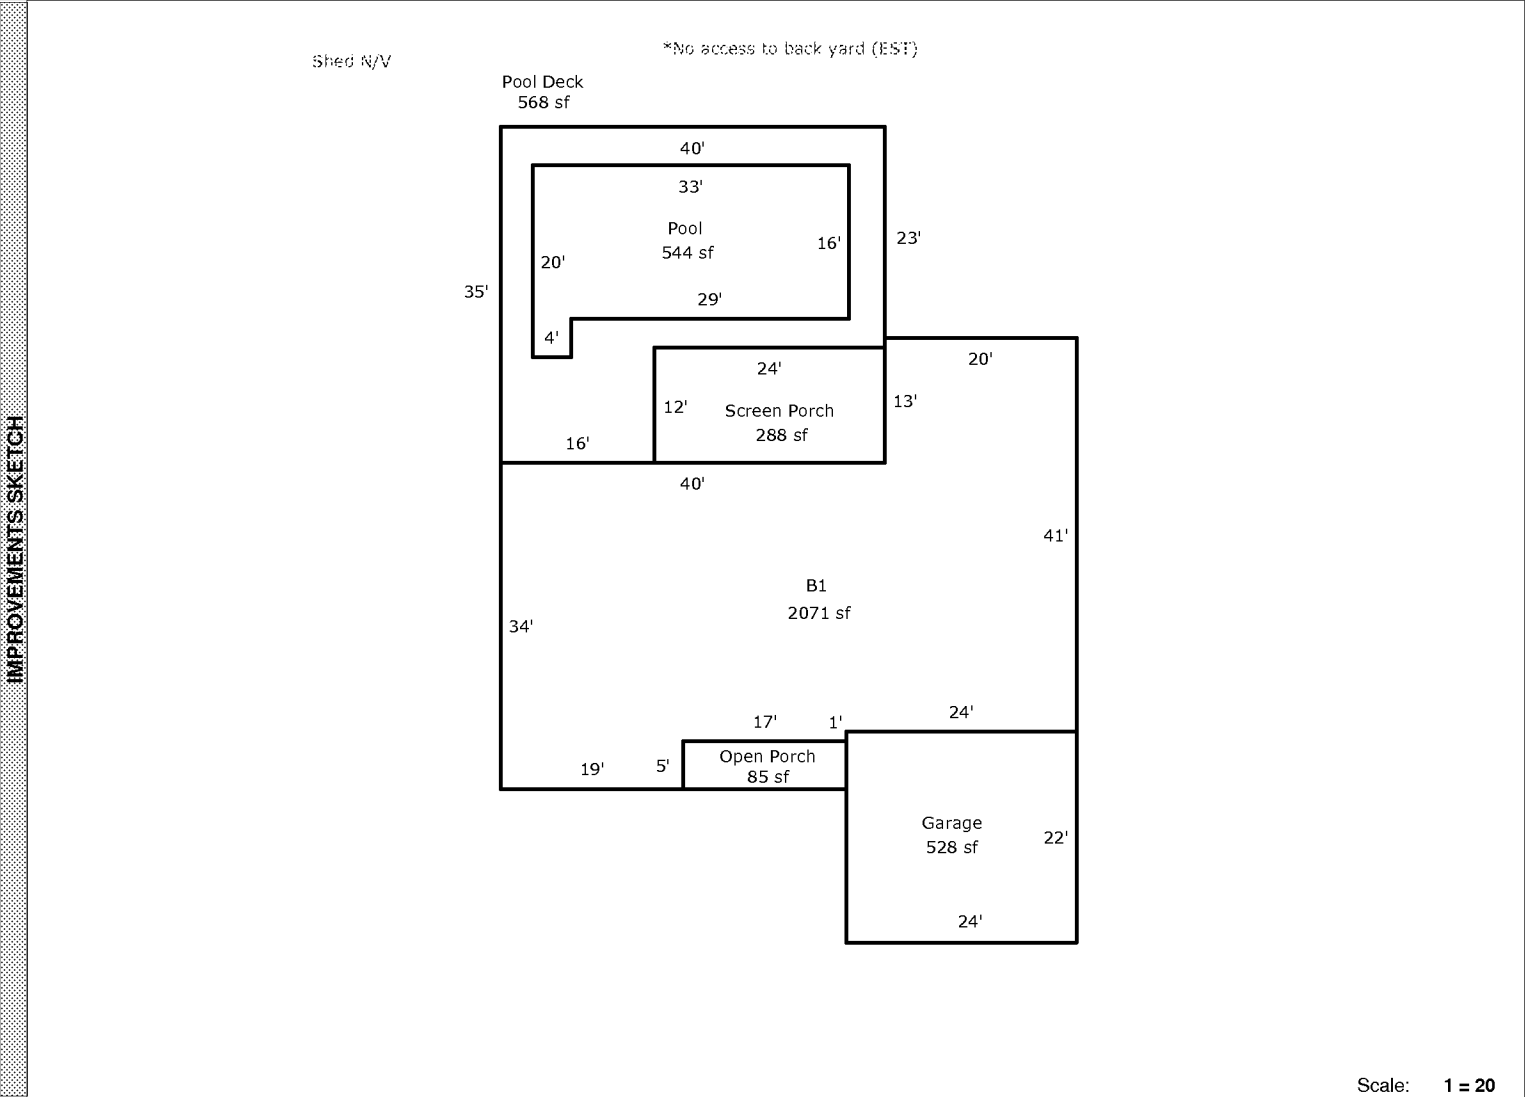 *No access to back yard (EST)
Shed N/V
Pool Deck
568 sf
40'
33'
Pool
544 sf
16'
23'
20'
35'
29'
4'
24'
20'
12'
Screen Porch
288 sf
13'
16'
40'
IMPROVEMENTS SKETCH
41'
B1
2071 sf
34'
17'
1'
24'
19'
5'
Open Porch
85 sf
Garage
528 sf
22'
24'
Scale: 1 = 20